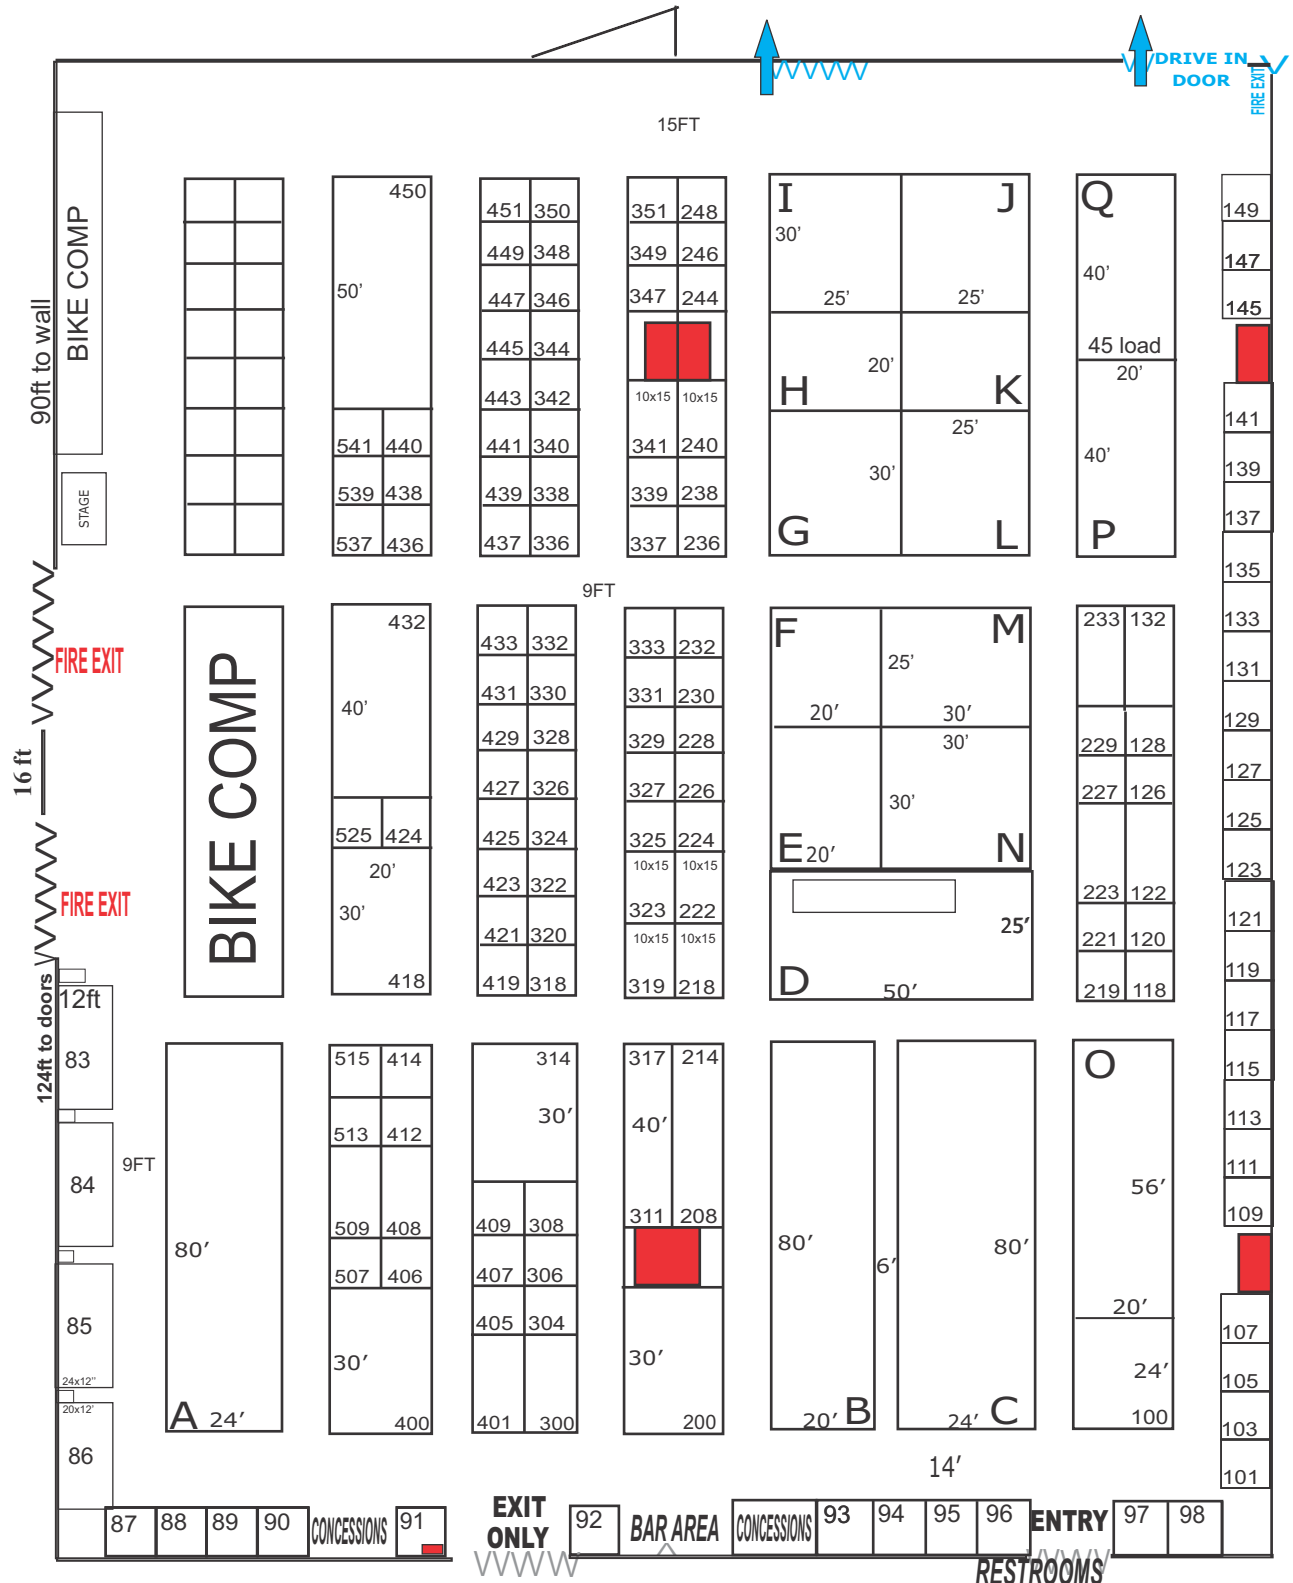 DRIVE IN
DOOR
FIRE EXIT
15FT
BIKE COMP
90ft to wall
STAGE
450
50'
541 440
539 438
537 436
451 350
449 348
447 346
445 344
443 342
441 340
439 338
437 336
351 248
349 246
347 244
10x15 10x15
341 240
339 238
337 236
I
30'
25'
J
25'
H
20'
K
25'
G
30'
L
Q
40'
45 load
20'
40'
P
149
147
145
141
139
137
135
133
131
129
127
125
123
121
119
117
115
113
111
109
107
105
103
101
9FT
FIRE EXIT
16 ft
FIRE EXIT
124ft to doors
BIKE COMP
432
40'
525 424
20'
30'
418
433 332
431 330
429 328
427 326
425 324
423 322
421 320
419 318
333 232
331 230
329 228
327 226
325 224
10x15 10x15
323 222
10x15 10x15
319 218
F
20'
M
25'
30'
E 20'
30'
30'
N
25'
D
50'
233 132
229 128
227 126
223 122
221 120
219 118
12ft
83
84
9FT
85
24x12"
20x12'
86
80'
A 24'
515 414
513 412
509 408
507 406
30'
400
314
30'
409 308
407 306
405 304
401 300
317 214
40'
311 208
30'
200
80'
20' B
6'
80'
24' C
O
56'
20'
24'
100
14'
87 88 89 90 CONCESSIONS 91
EXIT
ONLY
92 BAR AREA CONCESSIONS 93 94 95 96 ENTRY 97 98
RESTROOMS